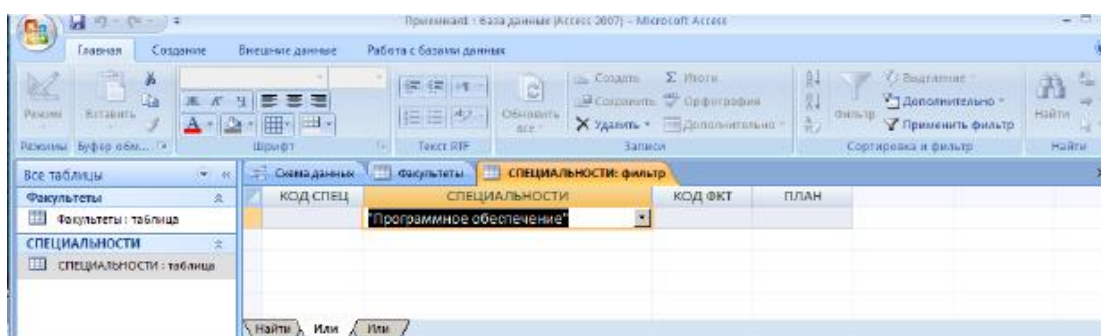 Приемная1 : база данных (Access 2007) - Microsoft Access
Главная Создание Внешние данные Работа с базами данных
Создать Σ Итоги Выделение
Ж К Ч Сохранить Орфография Дополнительно
Режим Вставить Обновить все Удалить Дополнительно Фильтр Применить фильтр Найти
Режимы Буфер обм... Шрифт Текст RTF Записи Сортировка и фильтр Найти
Все таблицы Схема данных Факультеты СПЕЦИАЛЬНОСТИ: фильтр
Факультеты КОД СПЕЦ СПЕЦИАЛЬНОСТИ КОД ФКТ ПЛАН
Факультеты : таблица "Программное обеспечение"
СПЕЦИАЛЬНОСТИ
СПЕЦИАЛЬНОСТИ : таблица
Найти Или Или